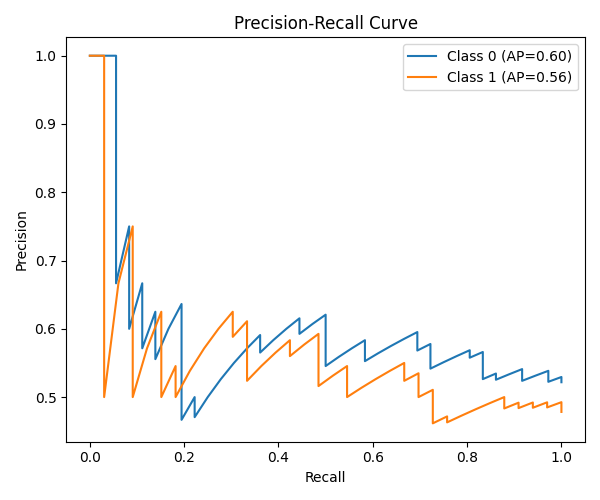 Precision-Recall Curve
Class 0 (AP=0.60)
Class 1 (AP=0.56)
Precision
1.0
0.9
0.8
0.7
0.6
0.5
0.0 0.2 0.4 0.6 0.8 1.0
Recall